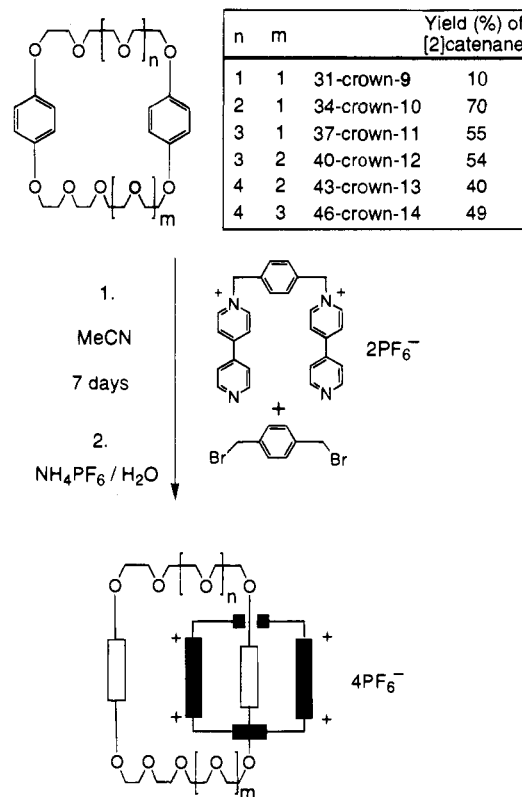 O O [ O ] n O
O O
O O [ O ] m O
n m Yield (%) of [2]catenane
1 1 31-crown-9 10
2 1 34-crown-10 70
3 1 37-crown-11 55
3 2 40-crown-12 54
4 2 43-crown-13 40
4 3 46-crown-14 49
1.
MeCN
7 days
2.
NH₄PF₆ / H₂O
+ +
N N
N N
2PF₆⁻
+
Br Br
O O [ O ] n O
+ +
+ +
4PF₆⁻
O O O [ O ] m O